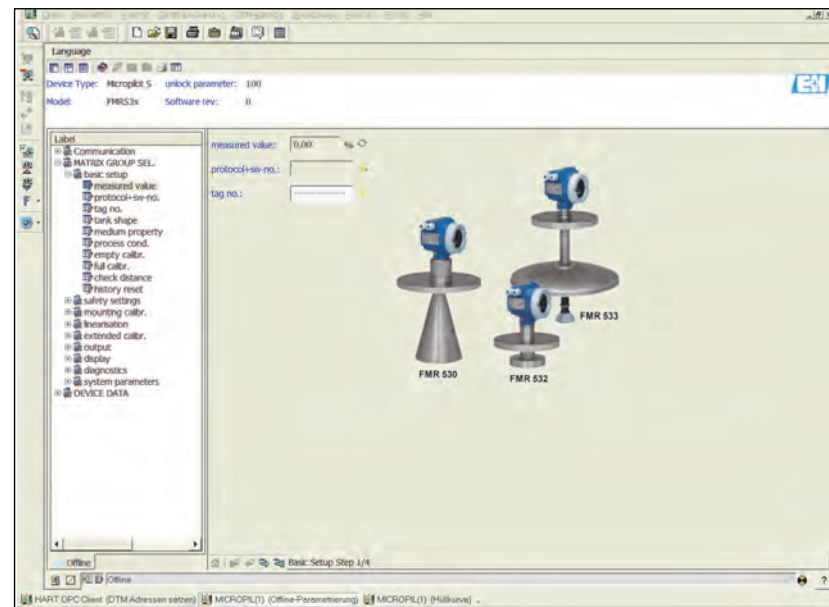 Language
Device Type: Micropilot S unlock parameter: 100
Model: FMR53x Software rev: 0
E+H
Label
Communication
MATRIX GROUP SEL.
basic setup
measured value
protocol+sw-no.
tag no.
tank shape
medium property
process cond.
empty calibr.
full calibr.
check distance
history reset
safety settings
mounting calibr.
linearisation
extended calibr.
output
display
diagnostics
system parameters
DEVICE DATA
measured value: %
protocol+sw-no.:
tag no.: ----------------
FMR 530
FMR 532
FMR 533
Offline
Basic Setup Step 1/4
Offline
HART OPC Client (DTM Adressen setzen) MICROPIL(1) (Offline-Parametrierung) MICROPIL(1) (Hüllkurve)